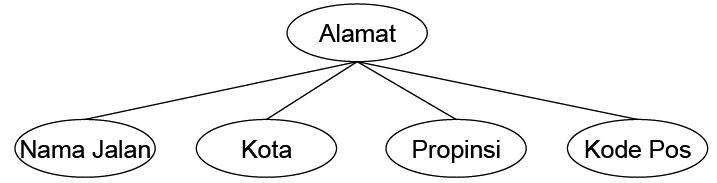 Alamat
Nama Jalan
Kota
Propinsi
Kode Pos